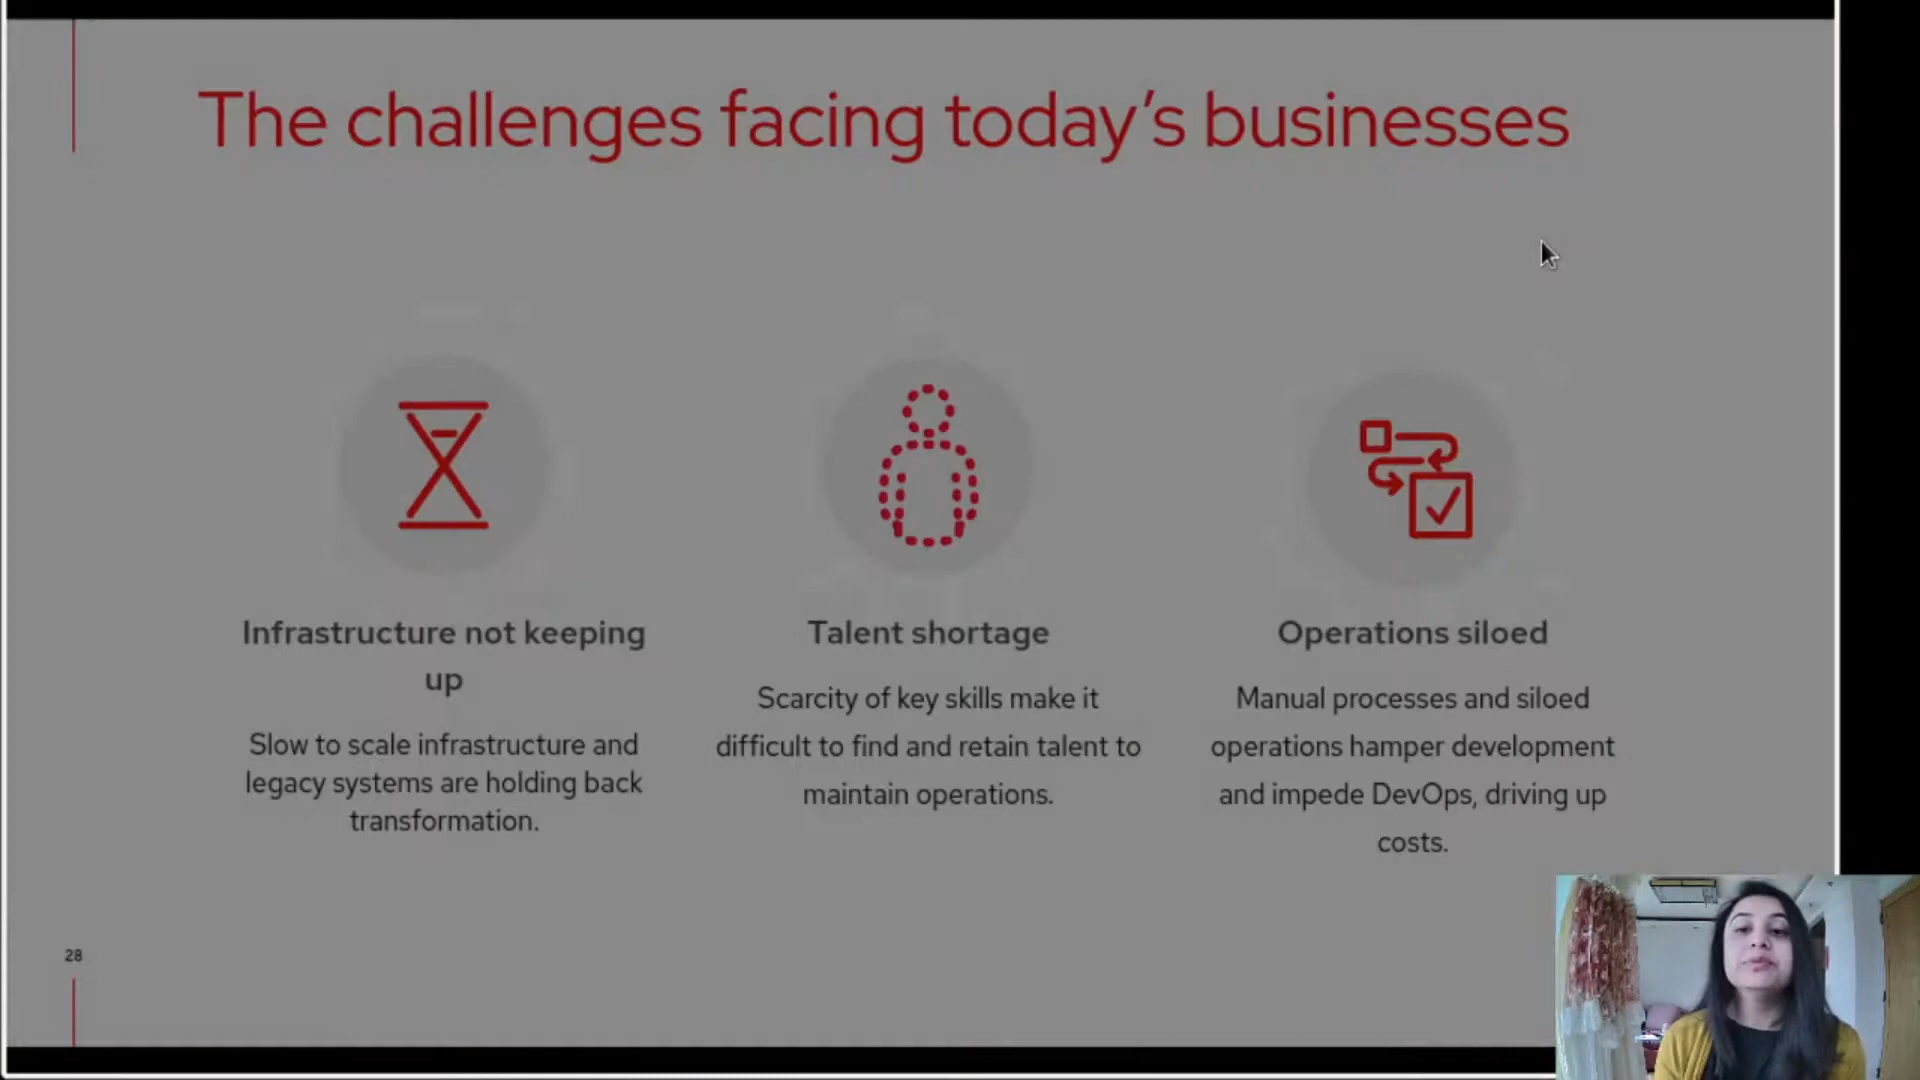 The challenges facing today’s businesses
Infrastructure not keeping
up
Slow to scale infrastructure and
legacy systems are holding back
transformation.
Talent shortage
Scarcity of key skills make it
difficult to find and retain talent to
maintain operations.
Operations siloed
Manual processes and siloed
operations hamper development
and impede DevOps, driving up
costs.
28